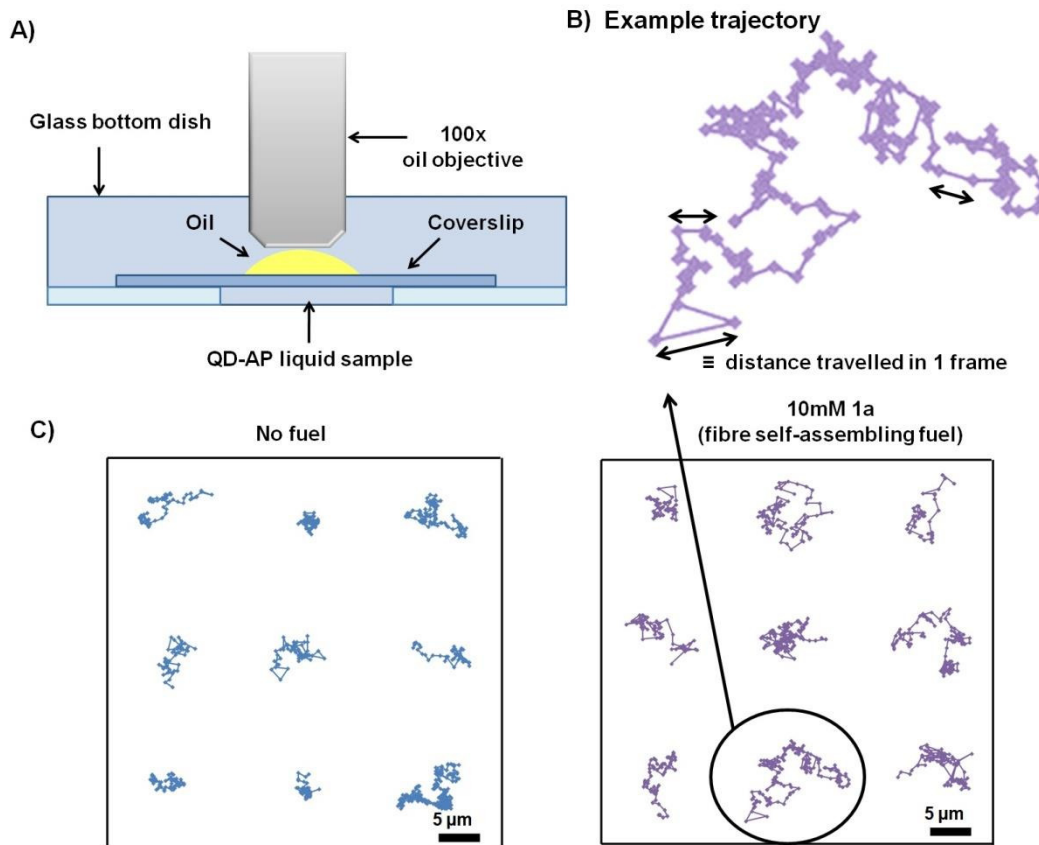 A)
Glass bottom dish
100x
oil objective
Oil
Coverslip
QD-AP liquid sample
B) Example trajectory
≡ distance travelled in 1 frame
C)
No fuel
5 µm
10mM 1a
(fibre self-assembling fuel)
5 µm